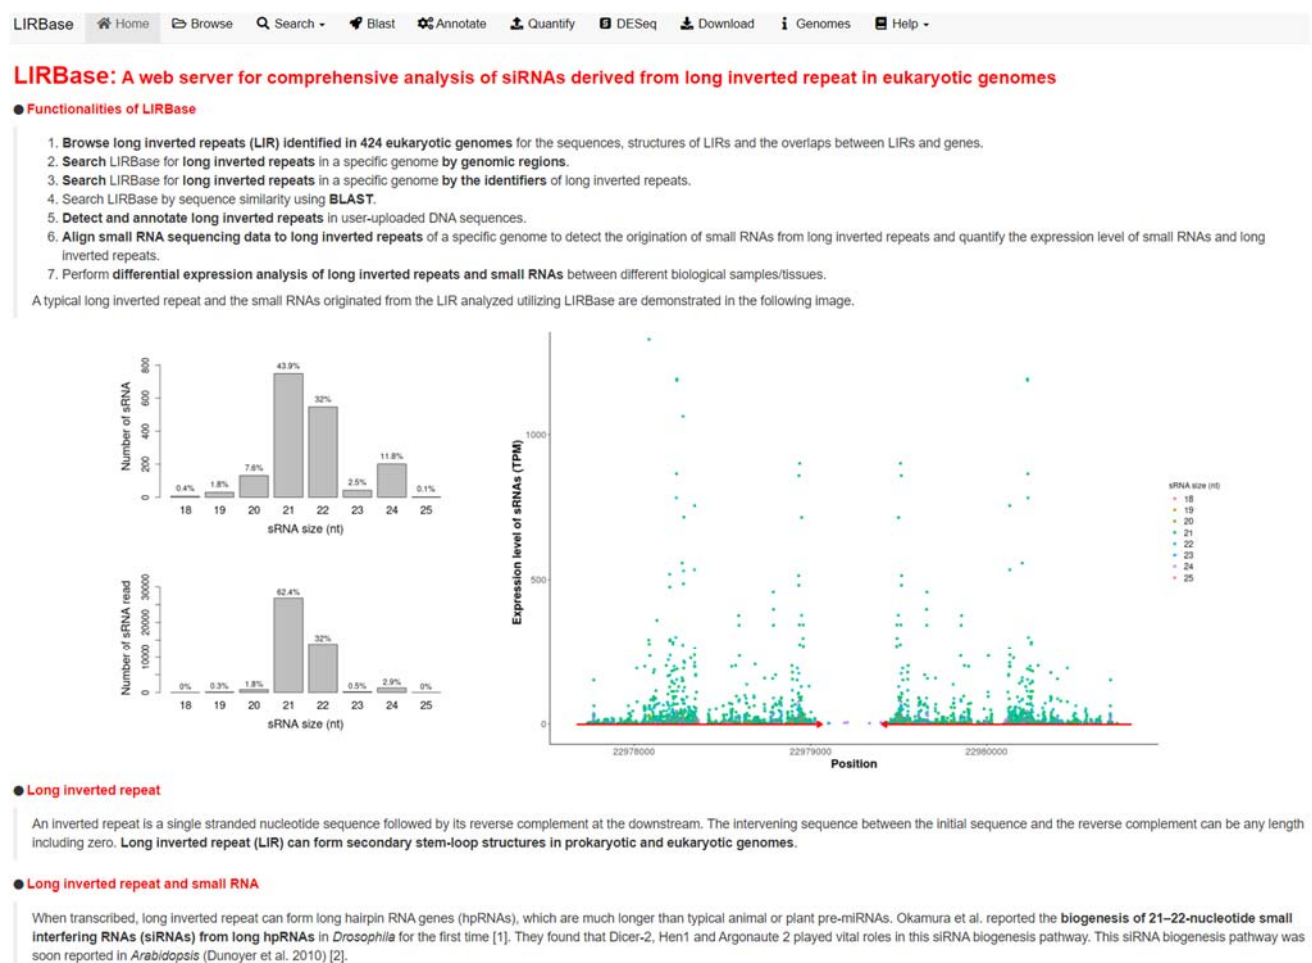 LIRBase Home Browse Search Blast Annotate Quantify DESeq Download Genomes Help
LIRBase: A web server for comprehensive analysis of siRNAs derived from long inverted repeat in eukaryotic genomes
Functionalities of LIRBase
1. Browse long inverted repeats (LIR) identified in 424 eukaryotic genomes for the sequences, structures of LIRs and the overlaps between LIRs and genes.
2. Search LIRBase for long inverted repeats in a specific genome by genomic regions.
3. Search LIRBase for long inverted repeats in a specific genome by the identifiers of long inverted repeats.
4. Search LIRBase by sequence similarity using BLAST.
5. Detect and annotate long inverted repeats in user-uploaded DNA sequences.
6. Align small RNA sequencing data to long inverted repeats of a specific genome to detect the origination of small RNAs from long inverted repeats and quantify the expression level of small RNAs and long
inverted repeats.
7. Perform differential expression analysis of long inverted repeats and small RNAs between different biological samples/tissues.
A typical long inverted repeat and the small RNAs originated from the LIR analyzed utilizing LIRBase are demonstrated in the following image.
Number of sRNA
0 200 400 600 800
0.4% 1.8% 7.6% 43.9% 32% 2.5% 11.8% 0.1%
18 19 20 21 22 23 24 25
sRNA size (nt)
Number of sRNA read
0 10000 200000 300000
0% 0.3% 1.8% 62.4% 32% 0.5% 2.9% 0%
18 19 20 21 22 23 24 25
sRNA size (nt)
Expression level of sRNAs (TPM)
1000
500
0
22978000 22979000 22980000
Position
sRNA size (nt)
18
19
20
21
22
23
24
25
Long inverted repeat
An inverted repeat is a single stranded nucleotide sequence followed by its reverse complement at the downstream. The intervening sequence between the initial sequence and the reverse complement can be any length
including zero. Long inverted repeat (LIR) can form secondary stem-loop structures in prokaryotic and eukaryotic genomes.
Long inverted repeat and small RNA
When transcribed, long inverted repeat can form long hairpin RNA genes (hpRNAs), which are much longer than typical animal or plant pre-miRNAs. Okamura et al. reported the biogenesis of 21–22-nucleotide small
interfering RNAs (siRNAs) from long hpRNAs in Drosophila for the first time [1]. They found that Dicer-2, Hen1 and Argonaute 2 played vital roles in this siRNA biogenesis pathway. This siRNA biogenesis pathway was
soon reported in Arabidopsis (Dunoyer et al. 2010) [2].